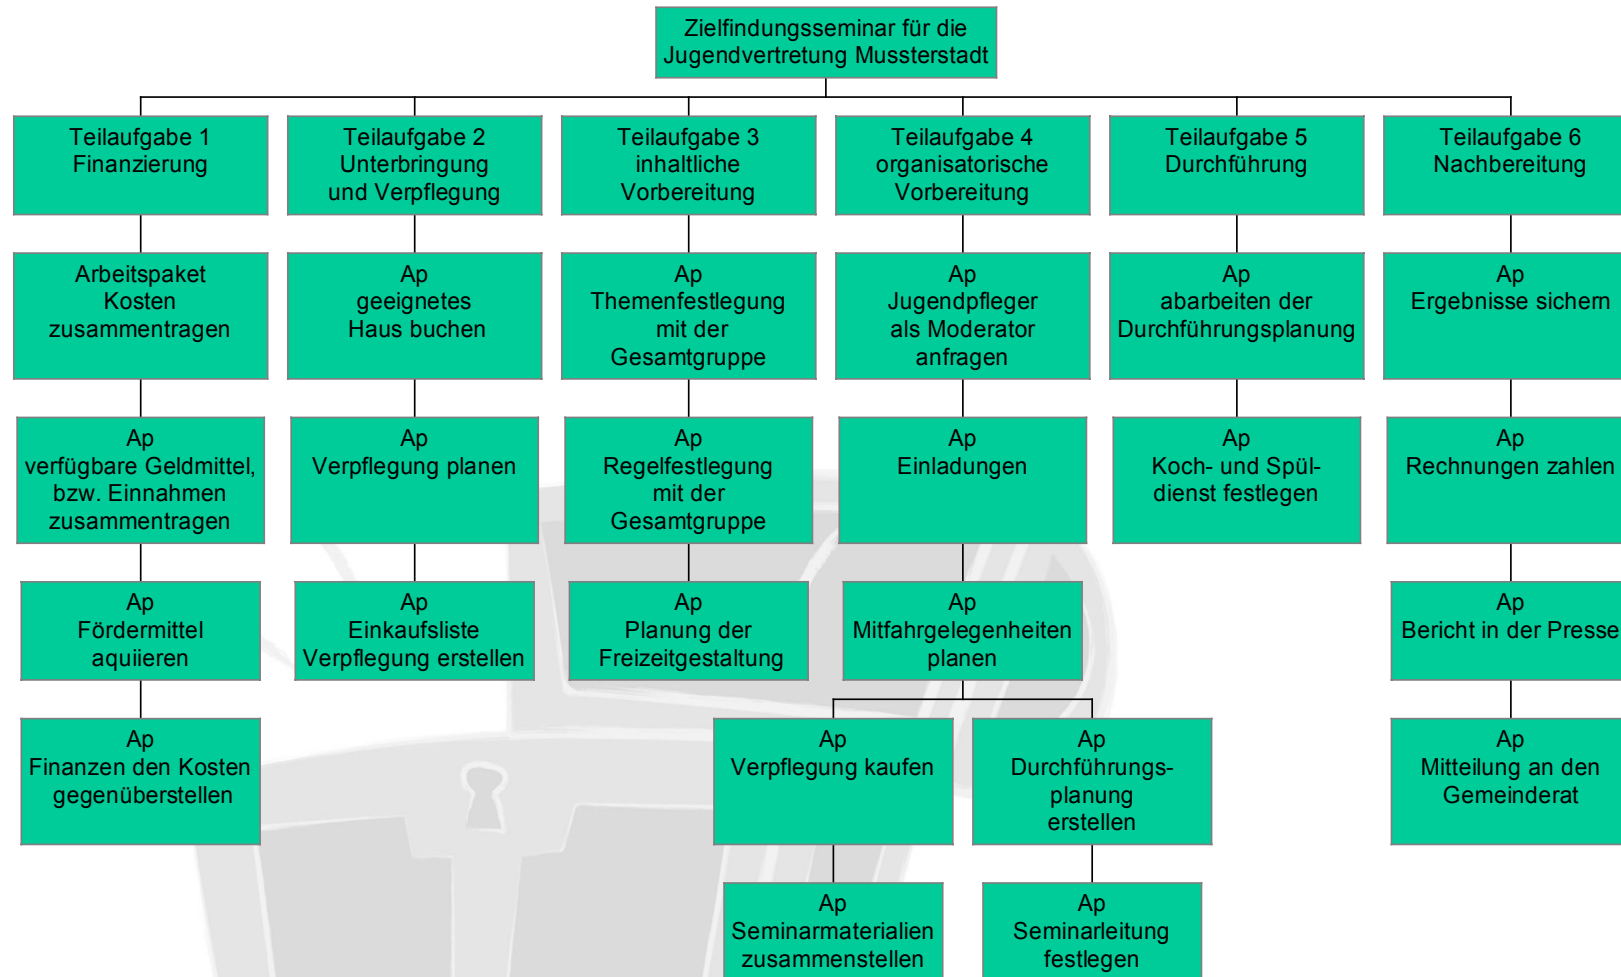 Zielfindungsseminar für die
Jugendvertretung Mussterstadt
Teilaufgabe 1
Finanzierung
Teilaufgabe 2
Unterbringung
und Verpflegung
Teilaufgabe 3
inhaltliche
Vorbereitung
Teilaufgabe 4
organisatorische
Vorbereitung
Teilaufgabe 5
Durchführung
Teilaufgabe 6
Nachbereitung
Arbeitspaket
Kosten
zusammentragen
Ap
geeignetes
Haus buchen
Ap
Themenfestlegung
mit der
Gesamtgruppe
Ap
Jugendpfleger
als Moderator
anfragen
Ap
abarbeiten der
Durchführungsplanung
Ap
Ergebnisse sichern
Ap
verfügbare Geldmittel,
bzw. Einnahmen
zusammentragen
Ap
Verpflegung planen
Ap
Regelfestlegung
mit der
Gesamtgruppe
Ap
Einladungen
Ap
Koch- und Spül-
dienst festlegen
Ap
Rechnungen zahlen
Ap
Fördermittel
aquiieren
Ap
Einkaufsliste
Verpflegung erstellen
Ap
Planung der
Freizeitgestaltung
Ap
Mitfahrgelegenheiten
planen
Ap
Bericht in der Presse
Ap
Finanzen den Kosten
gegenüberstellen
Ap
Verpflegung kaufen
Ap
Durchführungs-
planung
erstellen
Ap
Mitteilung an den
Gemeinderat
Ap
Seminarmaterialien
zusammenstellen
Ap
Seminarleitung
festlegen